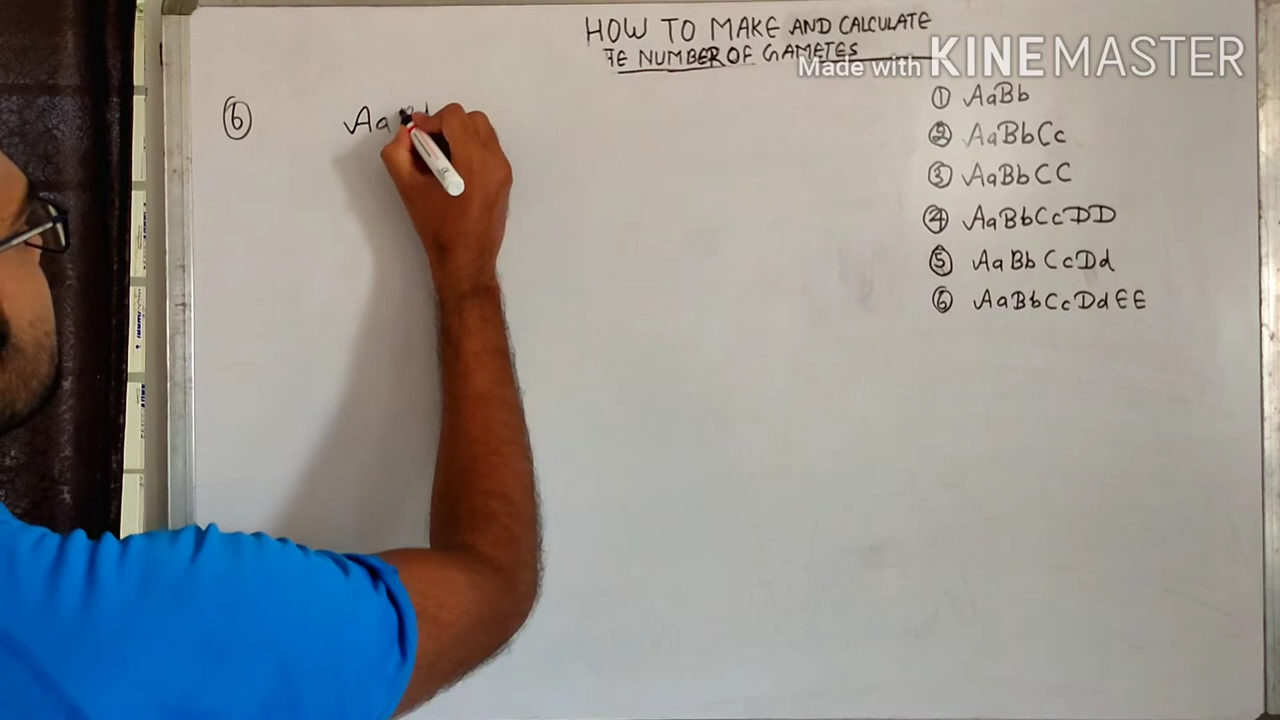 HOW TO MAKE AND CALCULATE
TE NUMBER OF GAMETES
Made with KINEMASTER
① AaBb
② AaBbCc
③ AaBbCC
④ AaBbCcDD
⑤ AaBbCcDd
⑥ AaBbCcDdEE
⑥ Aa